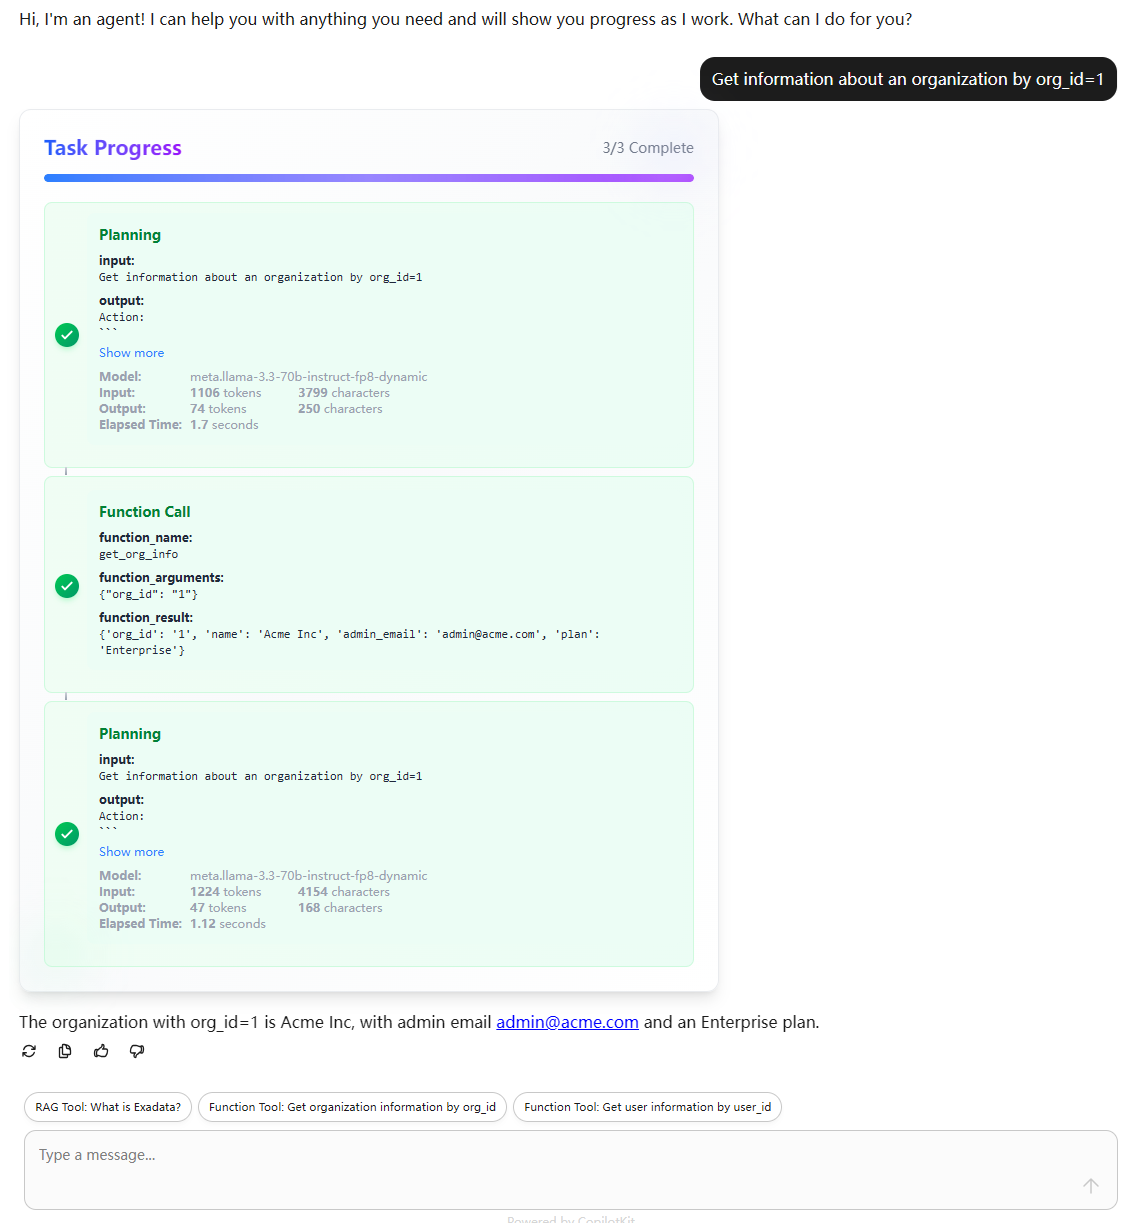 Hi, I'm an agent! I can help you with anything you need and will show you progress as I work. What can I do for you?
Get information about an organization by org_id=1
Task Progress
3/3 Complete
Planning
input:
Get information about an organization by org_id=1
output:
Action:
```
Show more
Model: meta.llama-3.3-70b-instruct-fp8-dynamic
Input: 1106 tokens 3799 characters
Output: 74 tokens 250 characters
Elapsed Time: 1.7 seconds
Function Call
function_name:
get_org_info
function_arguments:
{"org_id": "1"}
function_result:
{'org_id': '1', 'name': 'Acme Inc', 'admin_email': 'admin@acme.com', 'plan':
'Enterprise'}
Planning
input:
Get information about an organization by org_id=1
output:
Action:
```
Show more
Model: meta.llama-3.3-70b-instruct-fp8-dynamic
Input: 1224 tokens 4154 characters
Output: 47 tokens 168 characters
Elapsed Time: 1.12 seconds
The organization with org_id=1 is Acme Inc, with admin email admin@acme.com and an Enterprise plan.
RAG Tool: What is Exadata? Function Tool: Get organization information by org_id Function Tool: Get user information by user_id
Type a message...
Powered by CopilotKit